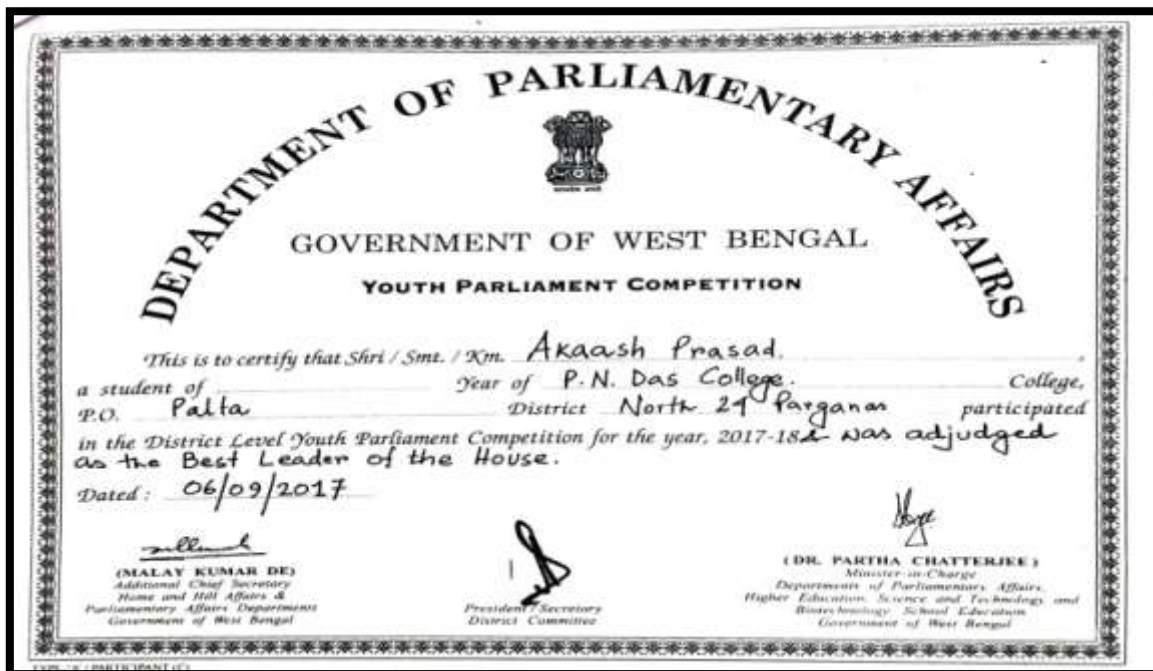 DEPARTMENT OF PARLIAMENTARY AFFAIRS
GOVERNMENT OF WEST BENGAL
YOUTH PARLIAMENT COMPETITION
This is to certify that Shri / Smt. / Km. Akaash Prasad.
a student of Year of P.N. Das College. College,
P.O. Palta District North 24 Parganas participated
in the District Level Youth Parliament Competition for the year, 2017-18 & was adjudged
as the Best Leader of the House.
Dated : 06/09/2017
(MALAY KUMAR DE)
Additional Chief Secretary
Home and Hill Affairs &
Parliamentary Affairs Departments
Government of West Bengal
President / Secretary
District Committee
(DR. PARTHA CHATTERJEE)
Minister-in-Charge
Departments of Parliamentary Affairs,
Higher Education, Science and Technology and
Biotechnology, School Education
Government of West Bengal